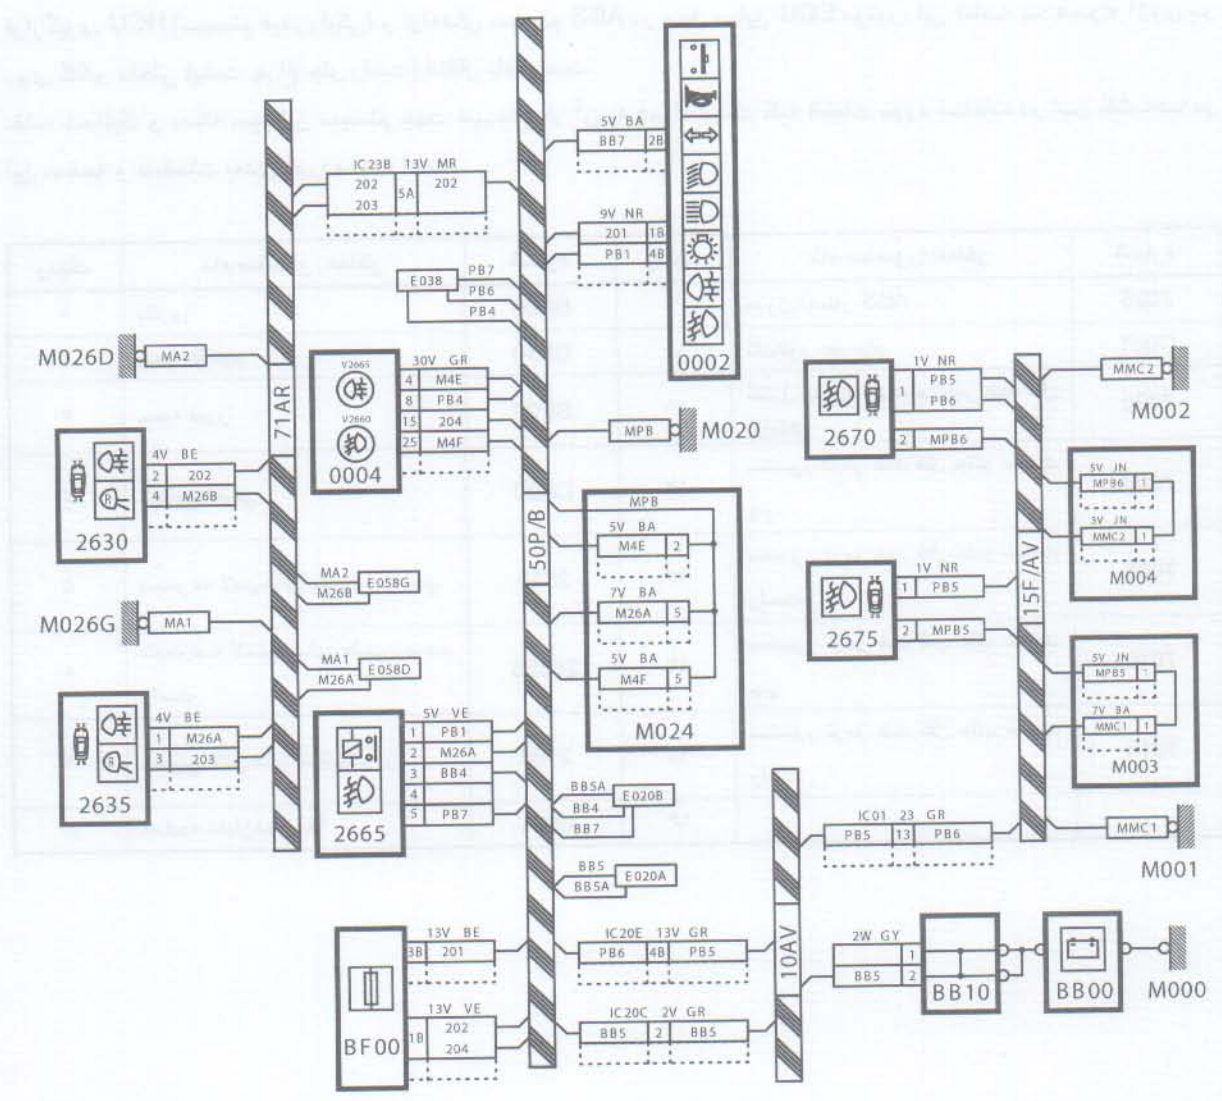 5V BA
BB7 2B
9V NR
201 1B
PB1 4B
0002
IC23B 13V MR
202 5A 202
203
E038
PB7
PB6
PB4
M026D
MA2
71AR
V2665
V2660
0004
30V GR
4 M4E
8 PB4
15 204
25 M4F
MPB
M020
2670
1V NR
1 PB5
PB6
2 MPB6
MMC2
M002
4V BE
2 202
4 M26B
R
2630
50P/B
MPB
5V BA
M4E 2
7V BA
M26A 5
5V BA
M4F 5
M024
15F/AV
5V JN
MPB6 1
3V JN
MMC2 1
M004
MA2
M26B
E058G
M026G
MA1
2675
1V NR
1 PB5
2 MPB5
MA1
M26A
E058D
5V JN
MPB5 1
7V BA
MMC1 1
M003
4V BE
1 M26A
3 203
R
2635
5V VE
1 PB1
2 M26A
3 BB4
4
5 PB7
2665
BB5A
BB4
BB7
E020B
BB5
BB5A
E020A
IC01 23 GR
PB5 13 PB6
MMC1
M001
13V BE
3B 201
13V VE
1B 202
204
BF00
IC20E 13V GR
PB6 4B PB5
IC20C 2V GR
BB5 2 BB5
10AV
2W GY
1
BB5 2
BB10
BB00
M000